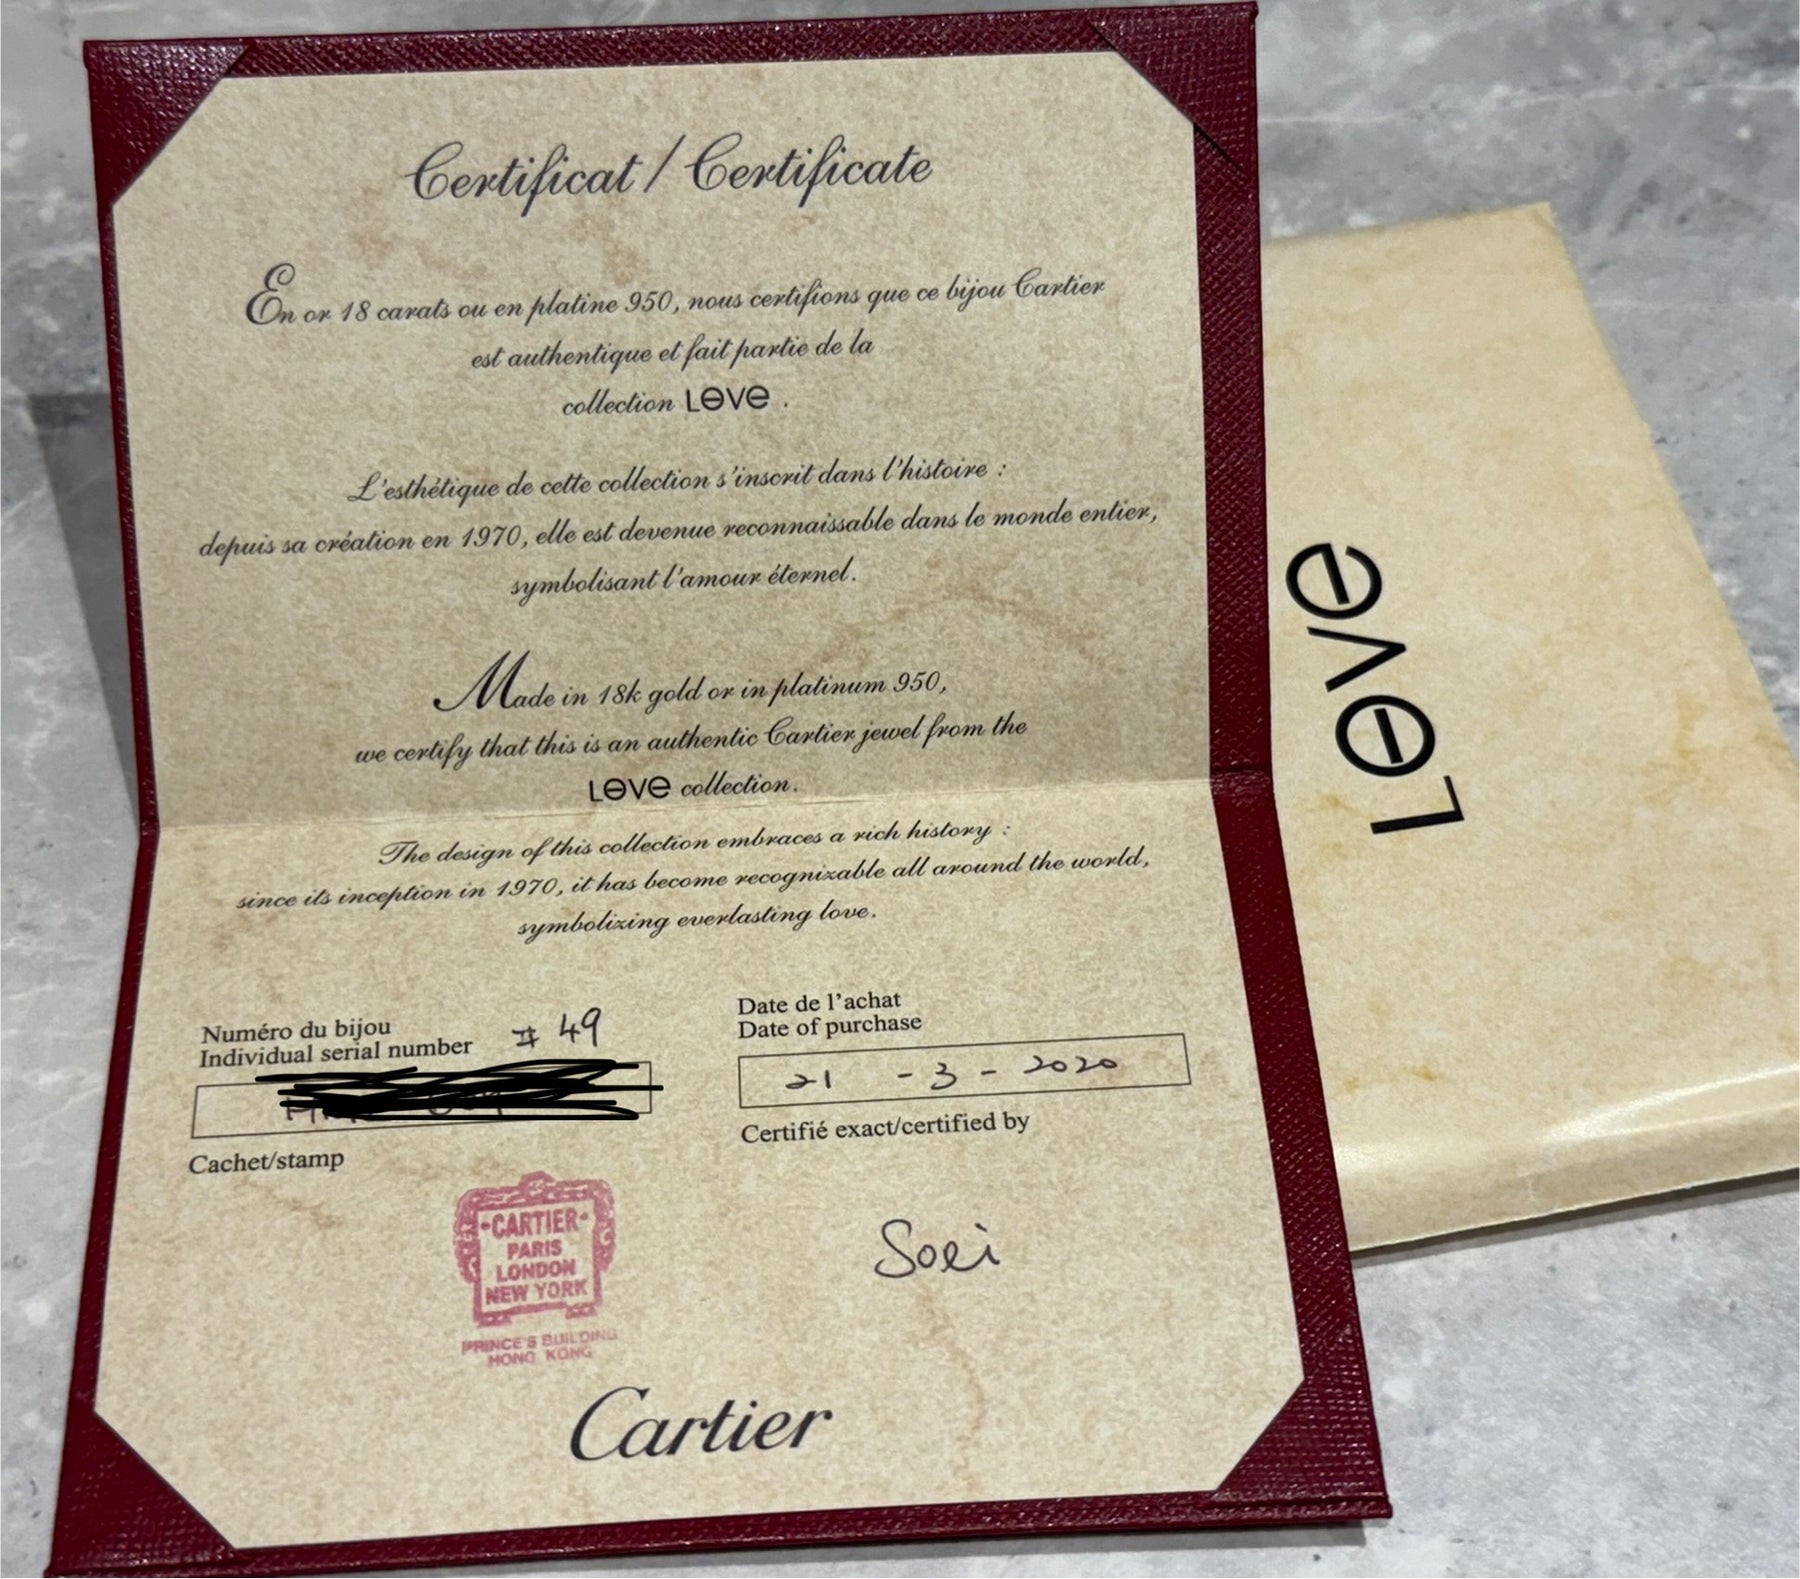 Certificat / Certificate
En or 18 carats ou en platine 950, nous certifions que ce bijou Cartier
est authentique et fait partie de la
collection LOVE .
L'esthétique de cette collection s'inscrit dans l'histoire :
depuis sa création en 1970, elle est devenue reconnaissable dans le monde entier,
symbolisant l'amour éternel.
Made in 18k gold or in platinum 950,
we certify that this is an authentic Cartier jewel from the
LOVE collection.
The design of this collection embraces a rich history :
since its inception in 1970, it has become recognizable all around the world,
symbolizing everlasting love.
Numéro du bijou
Individual serial number # 49
Date de l'achat
Date of purchase
21 - 3 - 2020
Cachet/stamp
Certifié exact/certified by
-CARTIER-
PARIS
LONDON
NEW YORK
PRINCE'S BUILDING
HONG KONG
Cartier
LOVE